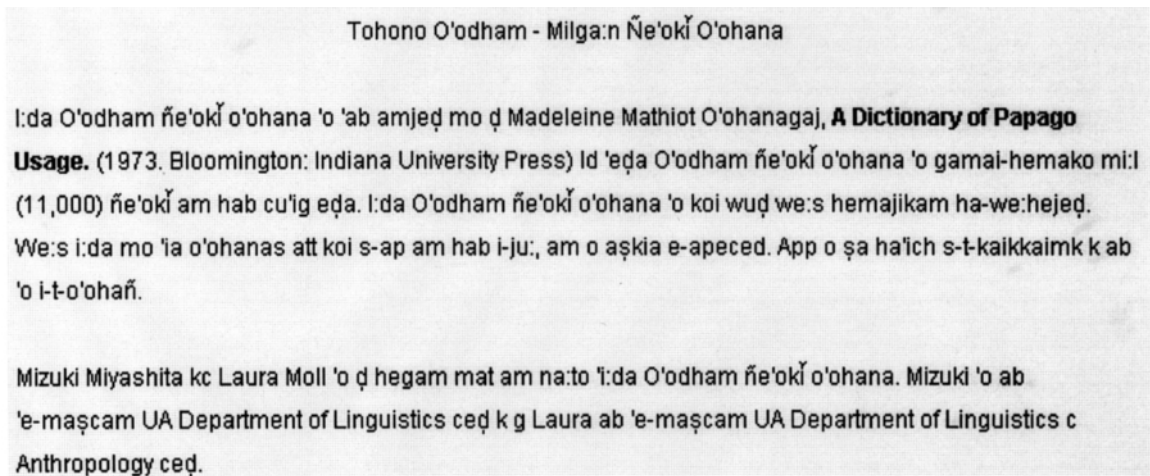 Tohono O'odham - Milga:n Ñe'okĭ O'ohana
I:da O'odham ñe'okĭ o'ohana 'o 'ab amjeḍ mo ḍ Madeleine Mathiot O'ohanagaj, A Dictionary of Papago
Usage. (1973. Bloomington: Indiana University Press) Id 'eḍa O'odham ñe'okĭ o'ohana 'o gamai-hemako mi:l
(11,000) ñe'okĭ am hab cu'ig eḍa. I:da O'odham ñe'okĭ o'ohana 'o koi wuḍ we:s hemajikam ha-we:hejeḍ.
We:s i:da mo 'ia o'ohanas att koi s-ap am hab i-ju:, am o aṣkia e-apeced. App o ṣa ha'ich s-t-kaikkaimk k ab
'o i-t-o'ohañ.
Mizuki Miyashita kc Laura Moll 'o ḍ hegam mat am na:to 'i:da O'odham ñe'okĭ o'ohana. Mizuki 'o ab
'e-maṣcam UA Department of Linguistics ceḍ k g Laura ab 'e-maṣcam UA Department of Linguistics c
Anthropology ceḍ.